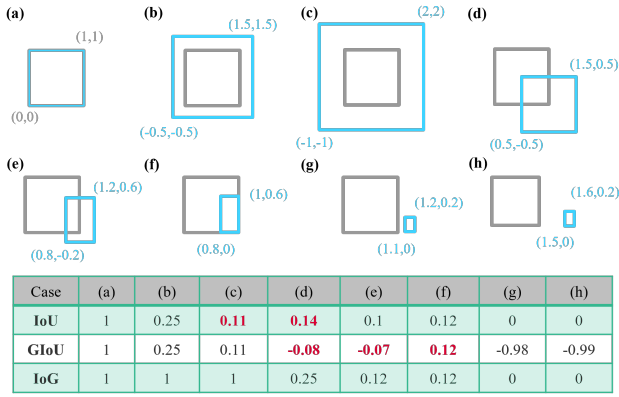 (a) (b) (c) (d)
(1,1) (1.5,1.5) (2,2) (1.5,0.5)
(0,0) (-0.5,-0.5) (-1,-1) (0.5,-0.5)
(e) (f) (g) (h)
(1.2,0.6) (1,0.6) (1.2,0.2) (1.6,0.2)
(0.8,-0.2) (0.8,0) (1.1,0) (1.5,0)
Case (a) (b) (c) (d) (e) (f) (g) (h)
IoU 1 0.25 0.11 0.14 0.1 0.12 0 0
GIoU 1 0.25 0.11 -0.08 -0.07 0.12 -0.98 -0.99
IoG 1 1 1 0.25 0.12 0.12 0 0